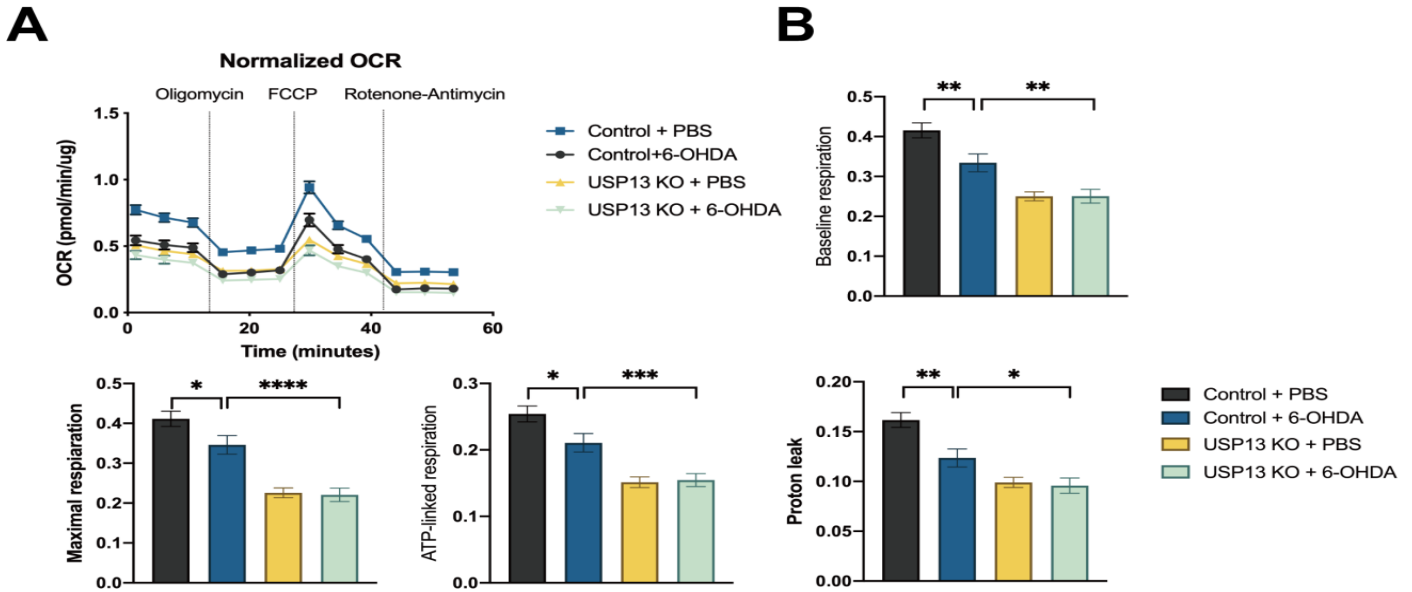 A
Normalized OCR
Oligomycin FCCP Rotenone-Antimycin
OCR (pmol/min/ug)
1.5
1.0
0.5
0.0
0 20 40 60
Time (minutes)
Control + PBS
Control+6-OHDA
USP13 KO + PBS
USP13 KO + 6-OHDA
B
Baseline respiration
0.5
0.4
0.3
0.2
0.1
0.0
** **
Maximal respiaration
0.5
0.4
0.3
0.2
0.1
0.0
* ****
ATP-linked respiration
0.3
0.2
0.1
0.0
* ***
Proton leak
0.20
0.15
0.10
0.05
0.00
** *
Control + PBS
Control + 6-OHDA
USP13 KO + PBS
USP13 KO + 6-OHDA